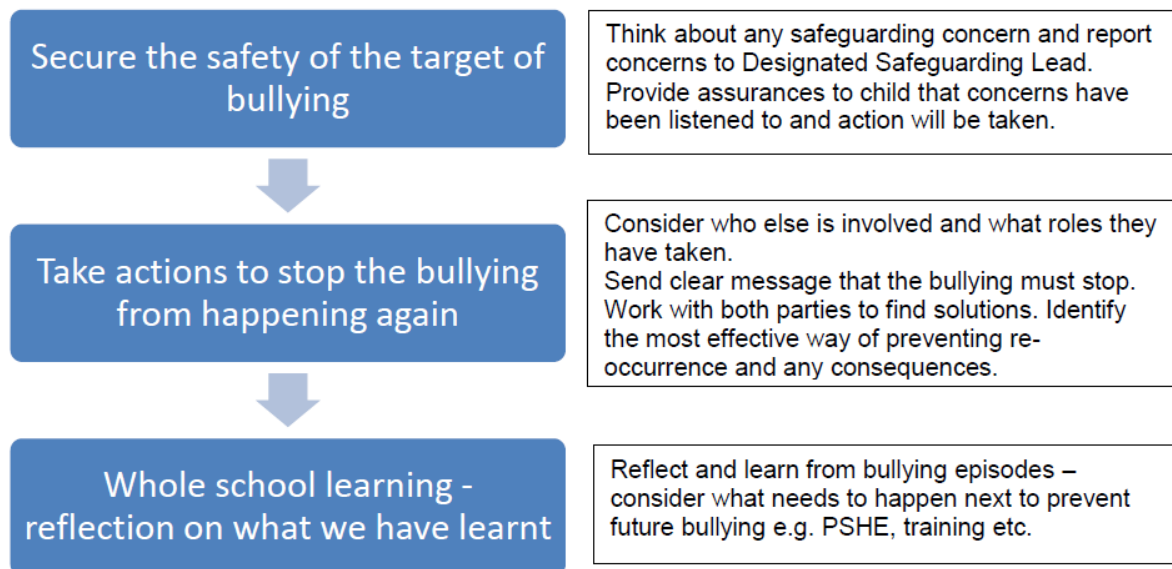 Secure the safety of the target of
bullying
Think about any safeguarding concern and report
concerns to Designated Safeguarding Lead.
Provide assurances to child that concerns have
been listened to and action will be taken.
Take actions to stop the bullying
from happening again
Consider who else is involved and what roles they
have taken.
Send clear message that the bullying must stop.
Work with both parties to find solutions. Identify
the most effective way of preventing re-
occurrence and any consequences.
Whole school learning -
reflection on what we have learnt
Reflect and learn from bullying episodes –
consider what needs to happen next to prevent
future bullying e.g. PSHE, training etc.